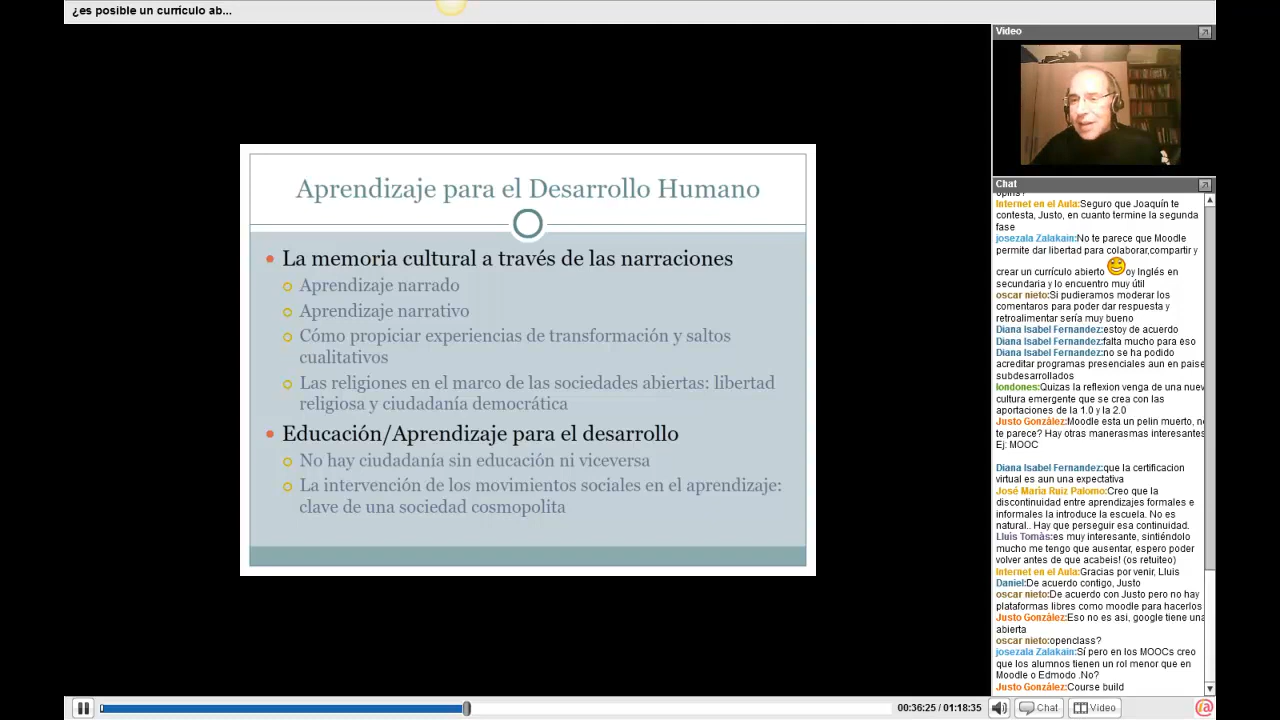 ¿es posible un curriculo ab...
Aprendizaje para el Desarrollo Humano
La memoria cultural a través de las narraciones
Aprendizaje narrado
Aprendizaje narrativo
Cómo propiciar experiencias de transformación y saltos
cualitativos
Las religiones en el marco de las sociedades abiertas: libertad
religiosa y ciudadanía democrática
Educación/Aprendizaje para el desarrollo
No hay ciudadanía sin educación ni viceversa
La intervención de los movimientos sociales en el aprendizaje:
clave de una sociedad cosmopolita
Video
Chat
Internet en el Aula:Seguro que Joaquín te
contesta, Justo, en cuanto termine la segunda
fase
josezala Zalakain:No te parece que Moodle
permite dar libertad para colaborar,compartir y
crear un currículo abierto oy Inglés en
secundaria y lo encuentro muy útil
oscar nieto:Si pudieramos moderar los
comentaros para poder dar respuesta y
retroalimentar sería muy bueno
Diana Isabel Fernandez:estoy de acuerdo
Diana Isabel Fernandez:falta mucho para eso
Diana Isabel Fernandez:no se ha podido
acreditar programas presenciales aun en paise
subdesarrollados
londones:Quizas la reflexion venga de una nuev
cultura emergente que se crea con las
aportaciones de la 1.0 y la 2.0
Justo González:Moodle esta un pelin muerto, no
te parece? Hay otras manerasmas interesantes
Ej: MOOC
Diana Isabel Fernandez:que la certificacion
virtual es aun una expectativa
José María Ruiz Palomo:Creo que la
discontinuidad entre aprendizajes formales e
informales la introduce la escuela. No es
natural.. Hay que perseguir esa continuidad.
Lluìs Tomàs:es muy interesante, sintiéndolo
mucho me tengo que ausentar, espero poder
volver antes de que acabeis! (os retuiteo)
Internet en el Aula:Gracias por venir, Lluis
Daniel:De acuerdo contigo, Justo
oscar nieto:De acuerdo con Justo pero no hay
plataformas libres como moodle para hacerlos
Justo González:Eso no es asi, google tiene una
abierta
oscar nieto:openclass?
josezala Zalakain:Sí pero en los MOOCs creo
que los alumnos tienen un rol menor que en
Moodle o Edmodo .No?
Justo González:Course build
00:36:25 / 01:18:35
Chat
Video